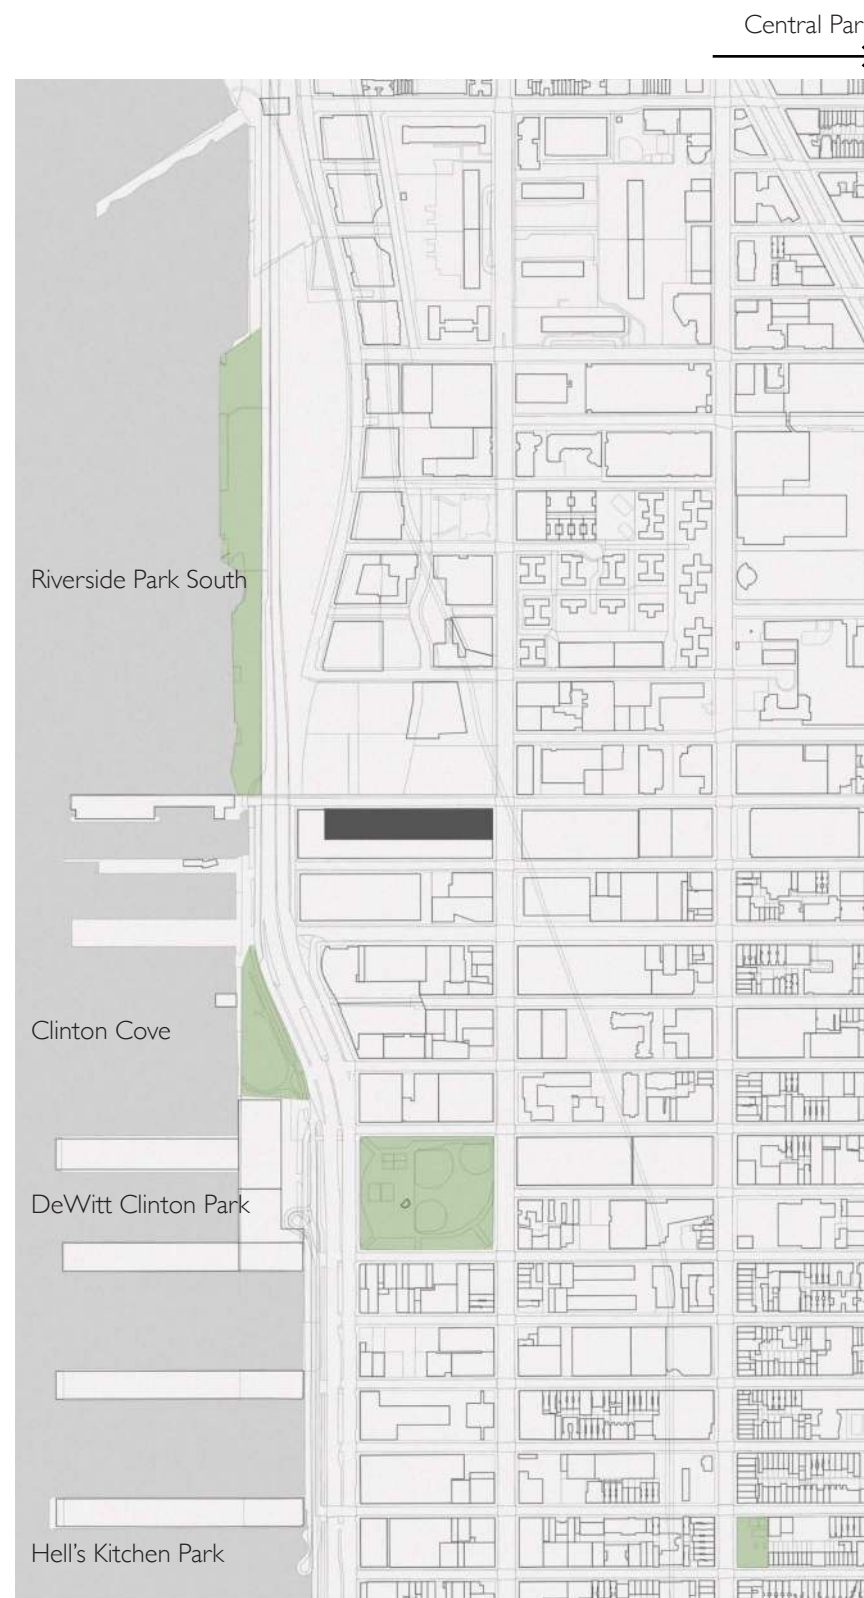 Central Par
Riverside Park South
Clinton Cove
DeWitt Clinton Park
Hell's Kitchen Park